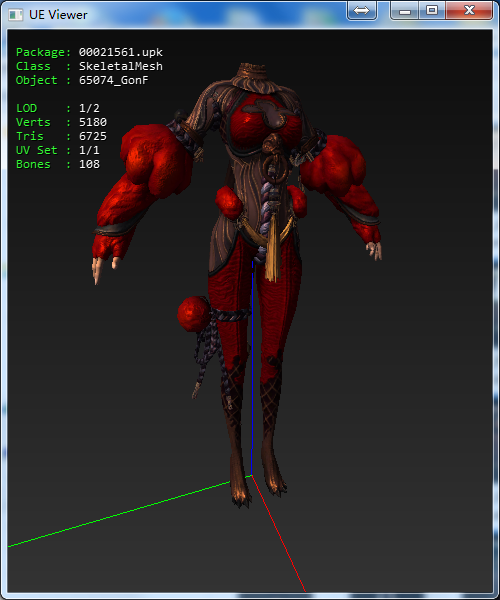 UE Viewer
Package: 00021561.upk
Class : SkeletalMesh
Object : 65074_GonF
LOD : 1/2
Verts : 5180
Tris : 6725
UV Set : 1/1
Bones : 108